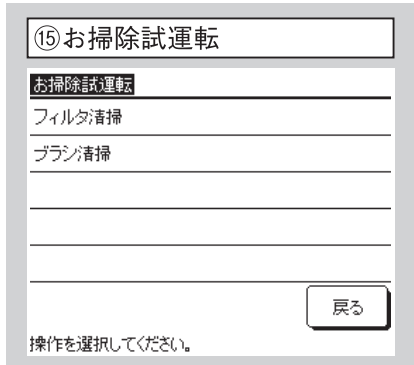 ⑮お掃除試運転
お掃除試運転
フィルタ清掃
ブラシ清掃
戻る
操作を選択してください。